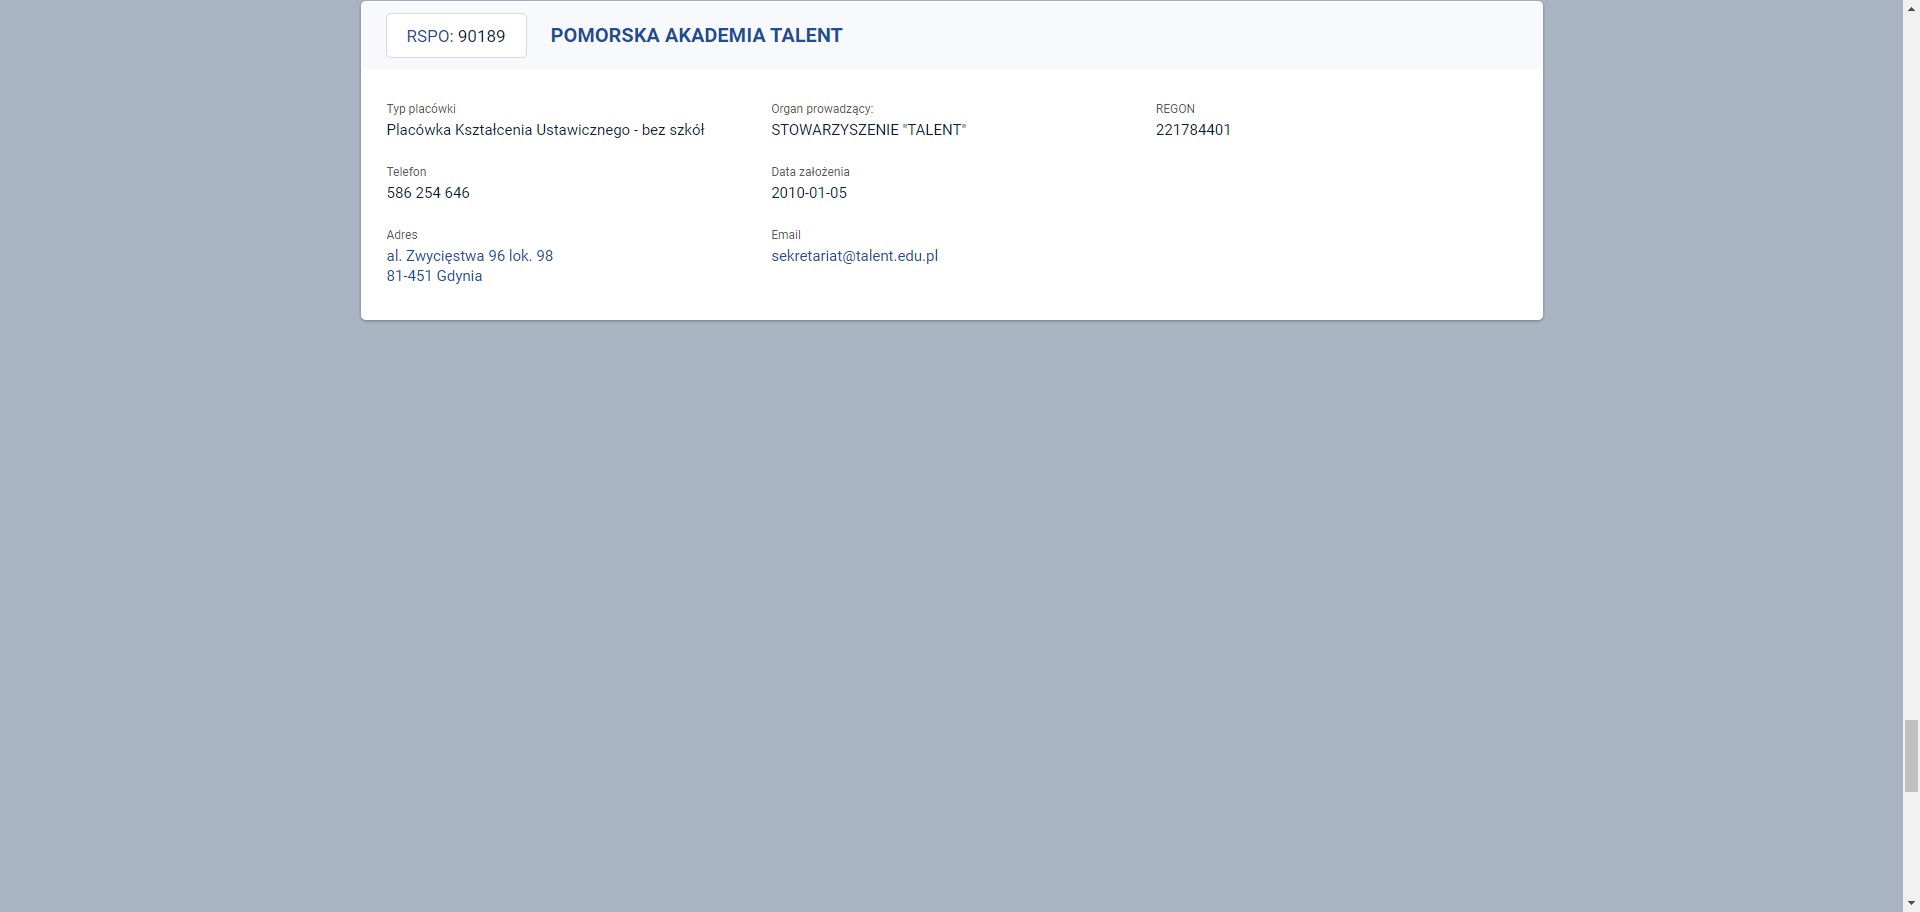 RSPO: 90189
POMORSKA AKADEMIA TALENT
Typ placówki
Placówka Kształcenia Ustawicznego - bez szkół
Organ prowadzący:
STOWARZYSZENIE "TALENT"
REGON
221784401
Telefon
586 254 646
Data założenia
2010-01-05
Adres
al. Zwycięstwa 96 lok. 98
81-451 Gdynia
Email
sekretariat@talent.edu.pl